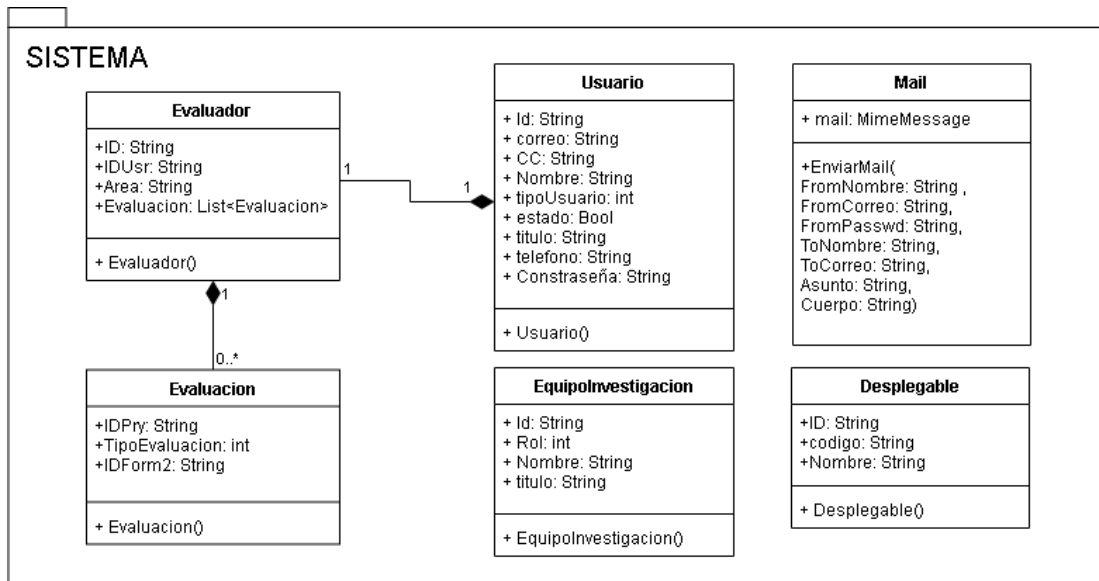 SISTEMA
Evaluador
+ID: String
+IDUsr: String
+Area: String
+Evaluacion: List<Evaluacion>
+ Evaluador()
1
1
Usuario
+ Id: String
+ correo: String
+ CC: String
+ Nombre: String
+ tipoUsuario: int
+ estado: Bool
+ titulo: String
+ telefono: String
+ Constraseña: String
+ Usuario()
Mail
+ mail: MimeMessage
+EnviarMail(
FromNombre: String ,
FromCorreo: String,
FromPasswd: String,
ToNombre: String,
ToCorreo: String,
Asunto: String,
Cuerpo: String)
1
0..*
Evaluacion
+IDPry: String
+TipoEvaluacion: int
+IDForm2: String
+ Evaluacion()
EquipoInvestigacion
+ Id: String
+ Rol: int
+ Nombre: String
+ titulo: String
+ EquipoInvestigacion()
Desplegable
+ID: String
+codigo: String
+Nombre: String
+ Desplegable()